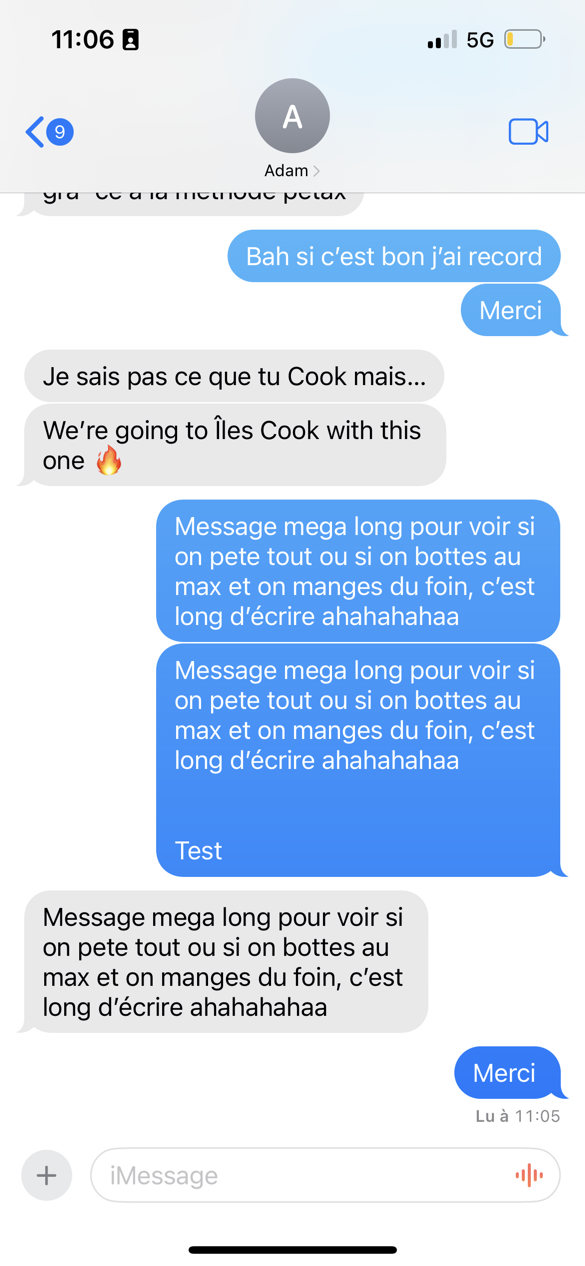 11:06
5G
9
A
Adam
Bah si c’est bon j’ai record
Merci
Je sais pas ce que tu Cook mais...
We’re going to Îles Cook with this
one 🔥
Message mega long pour voir si
on pete tout ou si on bottes au
max et on manges du foin, c’est
long d’écrire ahahahahaa
Message mega long pour voir si
on pete tout ou si on bottes au
max et on manges du foin, c’est
long d’écrire ahahahahaa
Test
Message mega long pour voir si
on pete tout ou si on bottes au
max et on manges du foin, c’est
long d’écrire ahahahahaa
Merci
Lu à 11:05
iMessage